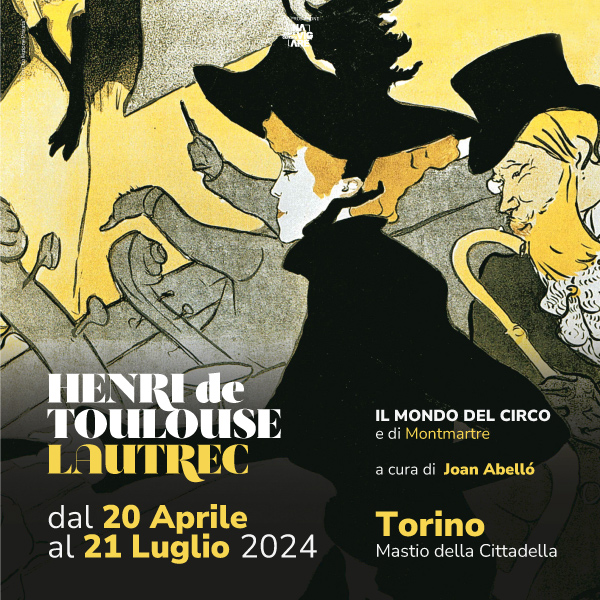 HENRI de
TOULOUSE
LAUTREC
dal 20 Aprile
al 21 Luglio 2024
IL MONDO DEL CIRCO
e di Montmartre
a cura di Joan Abelló
Torino
Mastio della Cittadella